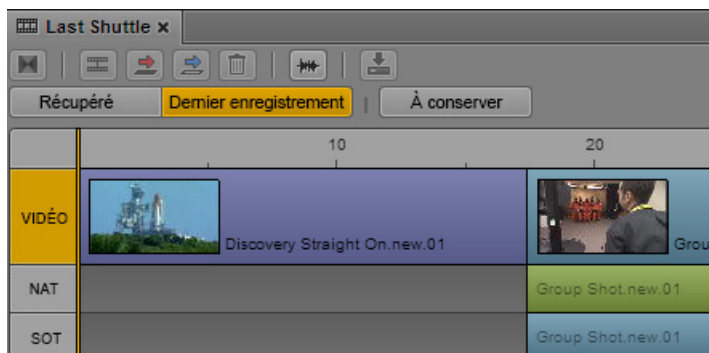 Last Shuttle ×
Récupéré Dernier enregistrement | À conserver
10 20
VIDÉO Discovery Straight On.new.01 Grou
NAT Group Shot.new.01
SOT Group Shot.new.01